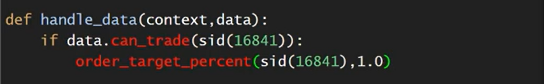 def handle_data(context,data):
    if data.can_trade(sid(16841)):
        order_target_percent(sid(16841),1.0)